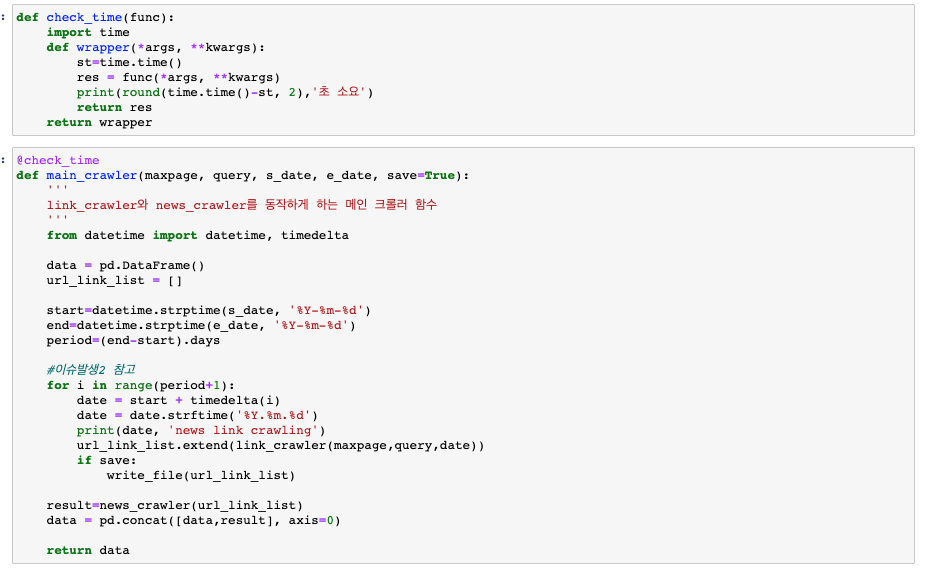 :
def check_time(func):
    import time
    def wrapper(*args, **kwargs):
        st=time.time()
        res = func(*args, **kwargs)
        print(round(time.time()-st, 2),'초 소요')
        return res
    return wrapper
:
@check_time
def main_crawler(maxpage, query, s_date, e_date, save=True):
    '''
    link_crawler와 news_crawler를 동작하게 하는 메인 크롤러 함수
    '''
    from datetime import datetime, timedelta

    data = pd.DataFrame()
    url_link_list = []

    start=datetime.strptime(s_date, '%Y-%m-%d')
    end=datetime.strptime(e_date, '%Y-%m-%d')
    period=(end-start).days

    #이슈발생2 참고
    for i in range(period+1):
        date = start + timedelta(i)
        date = date.strftime('%Y.%m.%d')
        print(date, 'news link crawling')
        url_link_list.extend(link_crawler(maxpage,query,date))
        if save:
            write_file(url_link_list)

    result=news_crawler(url_link_list)
    data = pd.concat([data,result], axis=0)

    return data